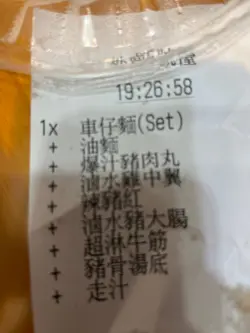 19:26:58
1x 車仔麵(Set)
+ 油麵
+ 爆汁豬肉丸
+ 滷水雞中翼
+ 辣豬紅
+ 滷水豬大腸
+ 超淋牛筋
+ 豬骨湯底
+ 走汁